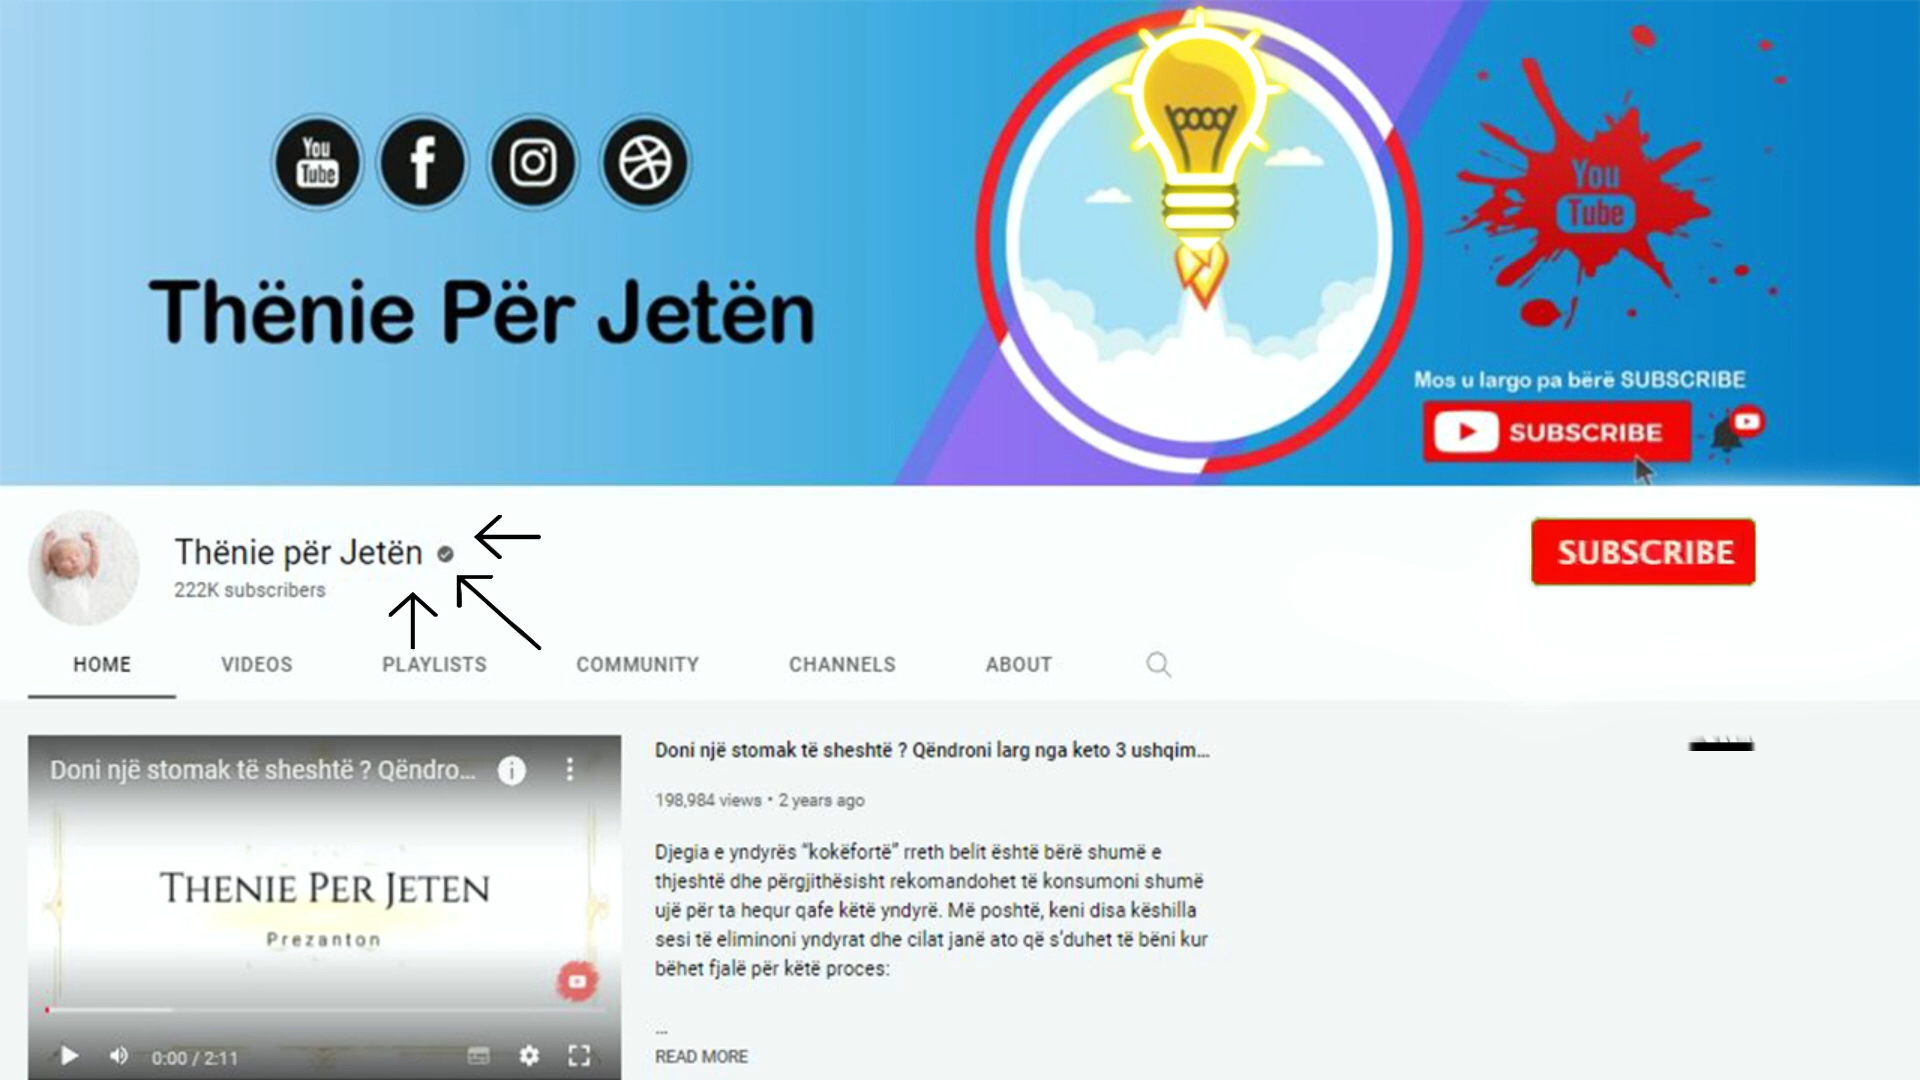 You
Tube
Thënie Për Jetën
You
Tube
Mos u largo pa bërë SUBSCRIBE
SUBSCRIBE
Thënie për Jetën
222K subscribers
SUBSCRIBE
HOME VIDEOS PLAYLISTS COMMUNITY CHANNELS ABOUT
Doni një stomak të sheshtë ? Qëndro...
THENIE PER JETEN
Prezanton
0:00 / 2:11
Doni një stomak të sheshtë ? Qëndroni larg nga keto 3 ushqim...
198,984 views • 2 years ago
Djegia e yndyrës “kokëfortë” rreth belit është bërë shumë e
thjeshtë dhe përgjithësisht rekomandohet të konsumoni shumë
ujë për ta hequr qafe këtë yndyrë. Më poshtë, keni disa këshilla
sesi të eliminoni yndyrat dhe cilat janë ato që s'duhet të bëni kur
bëhet fjalë për këtë proces:
...
READ MORE